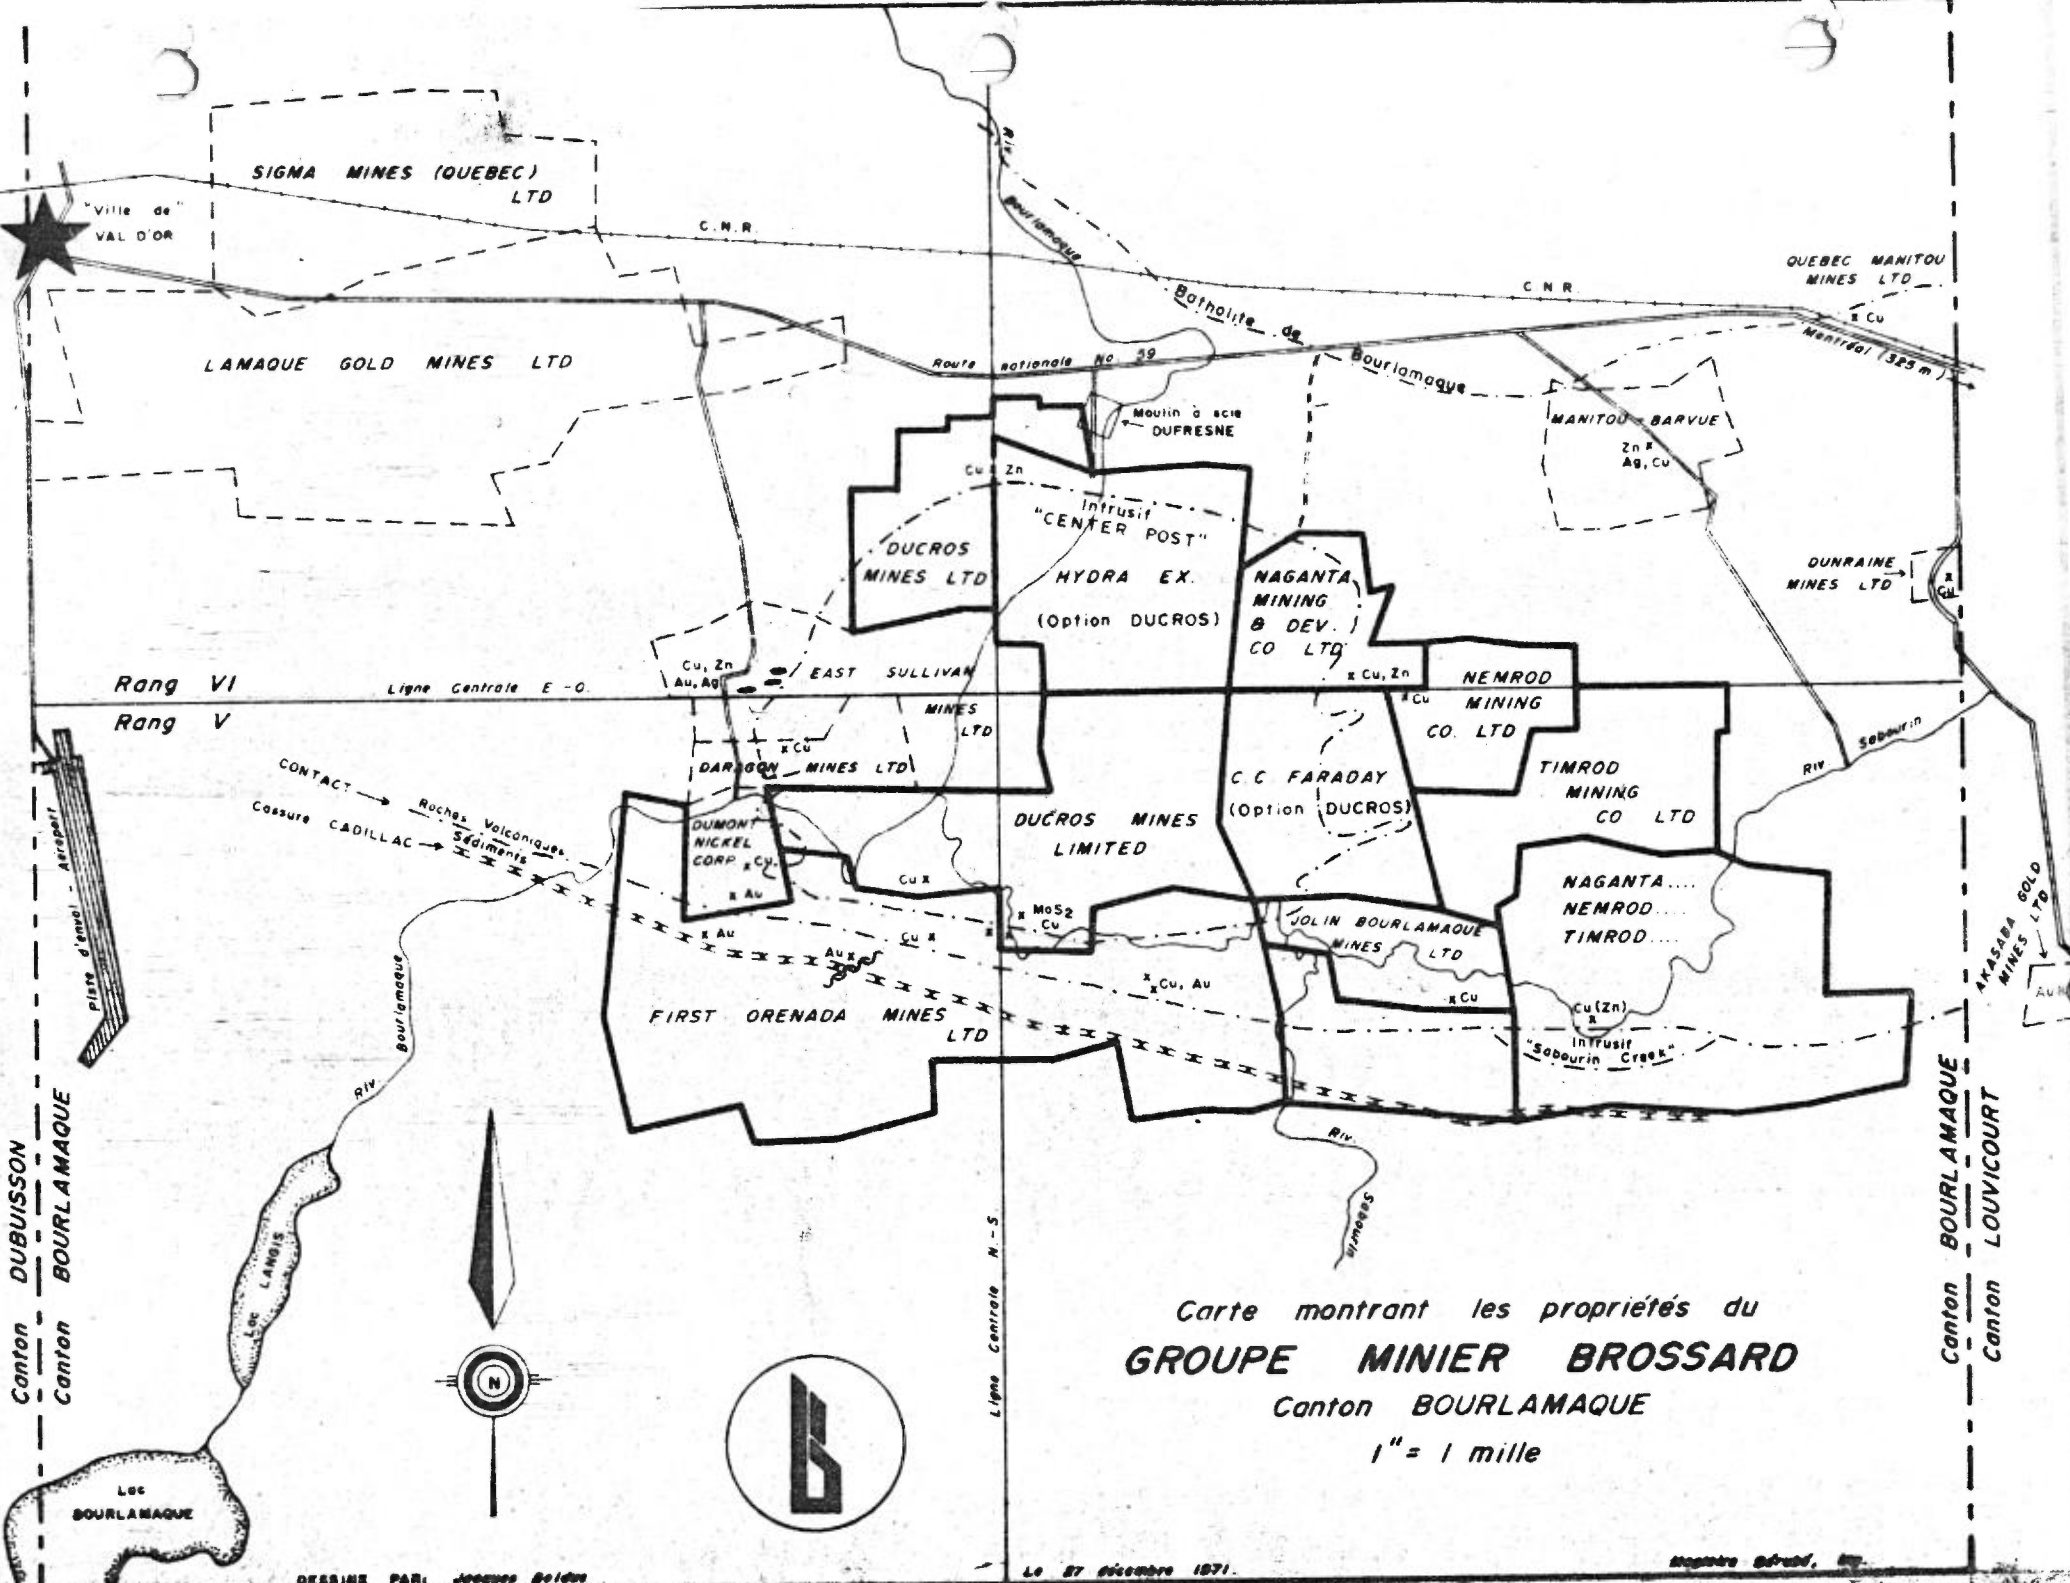 SIGMA MINES (QUEBEC)
LTD
"Ville de"
VAL D'OR
C.N.R.
Riv.
Bourlamaque
QUEBEC MANITOU
MINES LTD
C.N.R.
x Cu
Batholite de
Bourlamaque
Montréal (325 m.)
LAMAQUE GOLD MINES LTD
Route nationale No 59
Moulin à scie
DUFRESNE
MANITOU - BARVUE
Zn x
Ag, Cu
Cu Zn
Intrusif
"CENTER POST"
DUCROS
MINES LTD
HYDRA EX.
(Option DUCROS)
NAGANTA
MINING
& DEV.
CO LTD
DUNRAINE
MINES LTD
x
Cu
Cu, Zn
Au, Ag
EAST SULLIVAN
MINES
LTD
x Cu, Zn
x Cu
NEMROD
MINING
CO. LTD
Rang VI
Ligne Centrale E-O.
Rang V
x Cu
DARAGON MINES LTD
C.C FARADAY
(Option DUCROS)
TIMROD
MINING
CO LTD
Riv Sabourin
CONTACT
Roches Volcaniques
Sédiments
Cassure CADILLAC
DUMONT
NICKEL
CORP. x Cu
x Au
DUCROS MINES
LIMITED
Piste d'envol - Aéroport
Cu x
x MoS2
Cu
x Au
Cu x
Au x
JOLIN BOURLAMAQUE
MINES LTD
NAGANTA....
NEMROD....
TIMROD....
AKASABA GOLD
MINES LTD
Au
x Cu, Au
x Cu
Cu (Zn)
x
Intrusif
"Sabourin Creek"
FIRST ORENADA MINES
LTD
Riv. Bourlamaque
Riv.
Sabourin
Lac LANGIS
Lac
BOURLAMAQUE
Canton DUBUISSON
Canton BOURLAMAQUE
Canton BOURLAMAQUE
Canton LOUVICOURT
N
Ligne Centrale N.-S
Carte montrant les propriétés du
GROUPE MINIER BROSSARD
Canton BOURLAMAQUE
1" = 1 mille
DESSINE PAR: Jacques Bolduc
Le 27 décembre 1971.